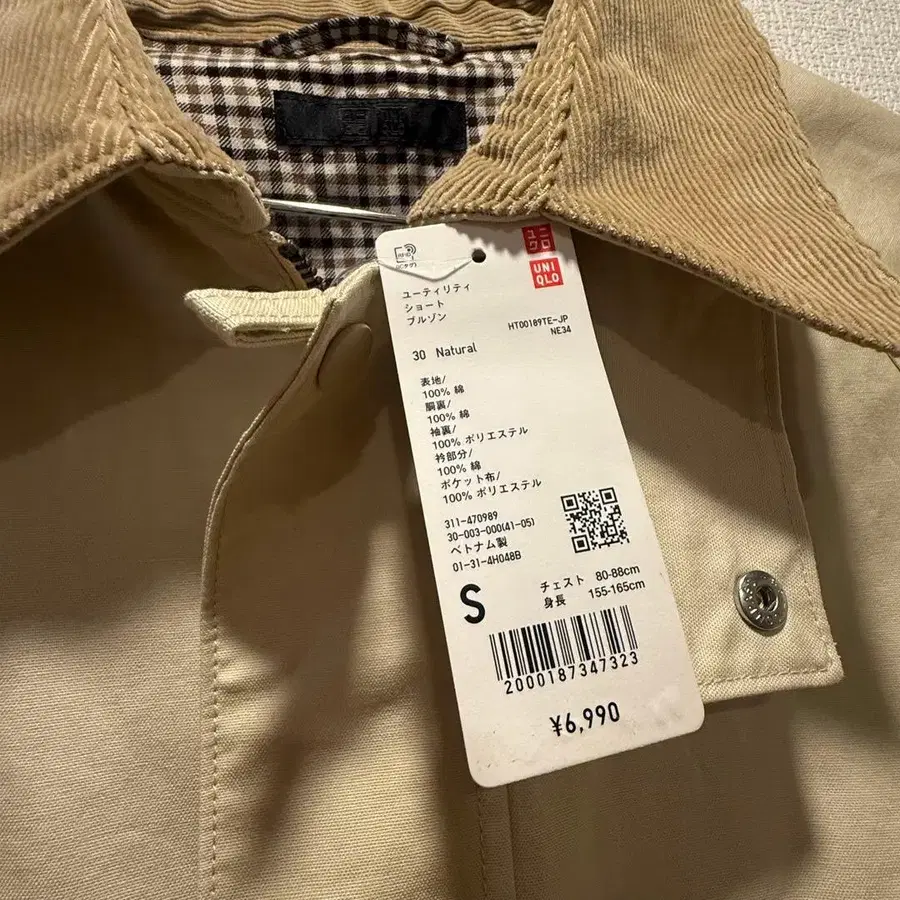 ユニ
クロ
UNI
QLO
RFID
ユーティリティ
ショート
ブルゾン
HT00189TE-JP
NE34
30 Natural
表地/
100% 綿
胴裏/
100% 綿
袖裏/
100% ポリエステル
衿部分/
100% 綿
ポケット布/
100% ポリエステル
311-470989
30-003-000(41-05)
ベトナム製
01-31-4H048B
S
チェスト 80-88cm
身長 155-165cm
2000187347323
¥6,990